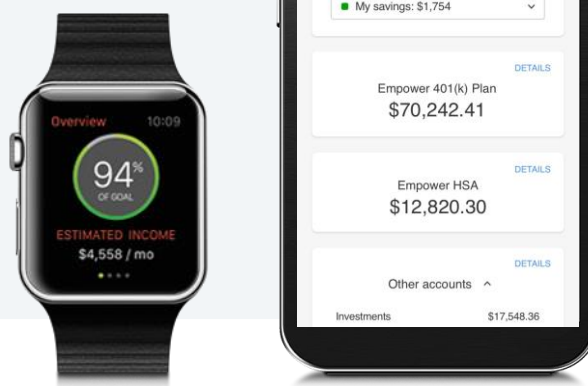 Overview 10:09
94%
OF GOAL
ESTIMATED INCOME
$4,558 / mo
My savings: $1,754
DETAILS
Empower 401(k) Plan
$70,242.41
DETAILS
Empower HSA
$12,820.30
DETAILS
Other accounts
Investments $17,548.36